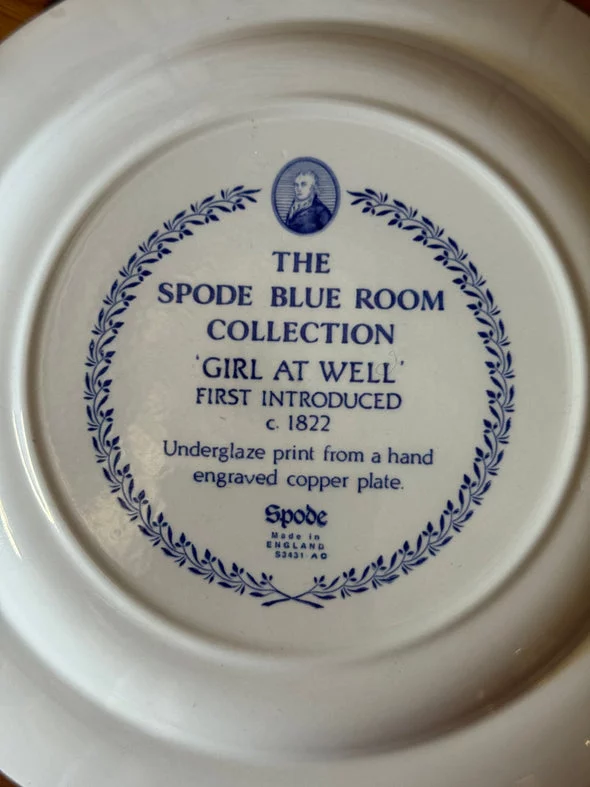 THE
SPODE BLUE ROOM
COLLECTION
'GIRL AT WELL'
FIRST INTRODUCED
c. 1822
Underglaze print from a hand
engraved copper plate.
Spode
Made in
ENGLAND
S3431